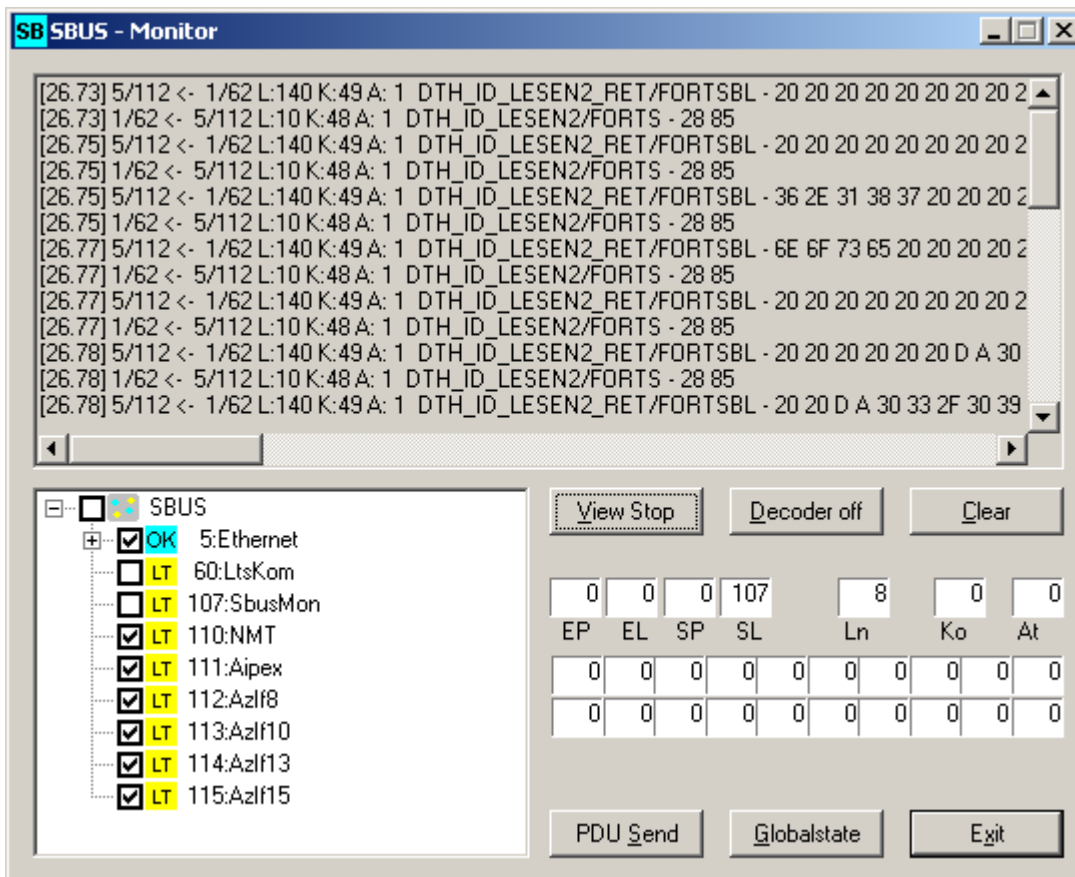 SB SBUS - Monitor
[26.73] 5/112 <- 1/62 L:140 K:49 A: 1 DTH_ID_LESEN2_RET/FORTSBL - 20 20 20 20 20 20 20 20 2
[26.73] 1/62 <- 5/112 L:10 K:48 A: 1 DTH_ID_LESEN2/FORTS - 28 85
[26.75] 5/112 <- 1/62 L:140 K:49 A: 1 DTH_ID_LESEN2_RET/FORTSBL - 20 20 20 20 20 20 20 20 2
[26.75] 1/62 <- 5/112 L:10 K:48 A: 1 DTH_ID_LESEN2/FORTS - 28 85
[26.75] 5/112 <- 1/62 L:140 K:49 A: 1 DTH_ID_LESEN2_RET/FORTSBL - 36 2E 31 38 37 20 20 20 2
[26.75] 1/62 <- 5/112 L:10 K:48 A: 1 DTH_ID_LESEN2/FORTS - 28 85
[26.77] 5/112 <- 1/62 L:140 K:49 A: 1 DTH_ID_LESEN2_RET/FORTSBL - 6E 6F 73 65 20 20 20 20 2
[26.77] 1/62 <- 5/112 L:10 K:48 A: 1 DTH_ID_LESEN2/FORTS - 28 85
[26.77] 5/112 <- 1/62 L:140 K:49 A: 1 DTH_ID_LESEN2_RET/FORTSBL - 20 20 20 20 20 20 20 20 2
[26.77] 1/62 <- 5/112 L:10 K:48 A: 1 DTH_ID_LESEN2/FORTS - 28 85
[26.78] 5/112 <- 1/62 L:140 K:49 A: 1 DTH_ID_LESEN2_RET/FORTSBL - 20 20 20 20 20 20 D A 30
[26.78] 1/62 <- 5/112 L:10 K:48 A: 1 DTH_ID_LESEN2/FORTS - 28 85
[26.78] 5/112 <- 1/62 L:140 K:49 A: 1 DTH_ID_LESEN2_RET/FORTSBL - 20 20 D A 30 33 2F 30 39
SBUS
OK 5:Ethernet
LT 60:LtsKom
LT 107:SbusMon
LT 110:NMT
LT 111:Aipex
LT 112:AzIf8
LT 113:AzIf10
LT 114:AzIf13
LT 115:AzIf15
View Stop Decoder off Clear
0 0 0 107 8 0 0
EP EL SP SL Ln Ko At
0 0 0 0 0 0 0 0 0 0
0 0 0 0 0 0 0 0 0 0
PDU Send Globalstate Exit